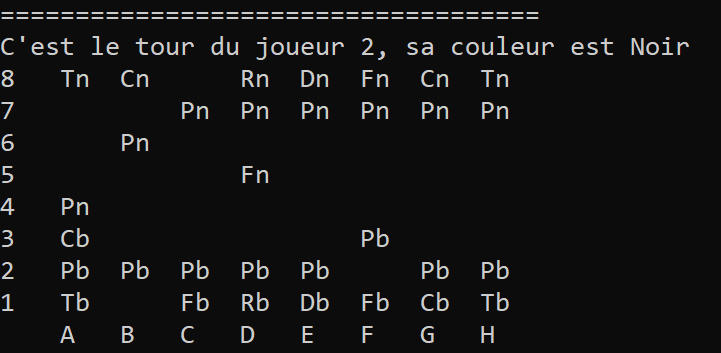 ====================================
C'est le tour du joueur 2, sa couleur est Noir
8   Tn  Cn      Rn  Dn  Fn  Cn  Tn
7           Pn  Pn  Pn  Pn  Pn  Pn
6       Pn
5               Fn
4   Pn
3   Cb                  Pb
2   Pb  Pb  Pb  Pb  Pb      Pb  Pb
1   Tb      Fb  Rb  Db  Fb  Cb  Tb
    A   B   C   D   E   F   G   H